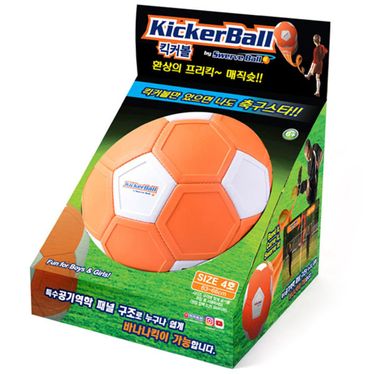 KickerBall
킥커볼 by Swerve Ball
환상의 프리킥~ 매직슛!!
킥커볼만 있으면 나도 축구스타!!
KickerBall
Fun for Boys & Girls!
SIZE 4호
특수공기역학 패널 구조로 누구나 쉽게
바나나킥이 가능합니다.